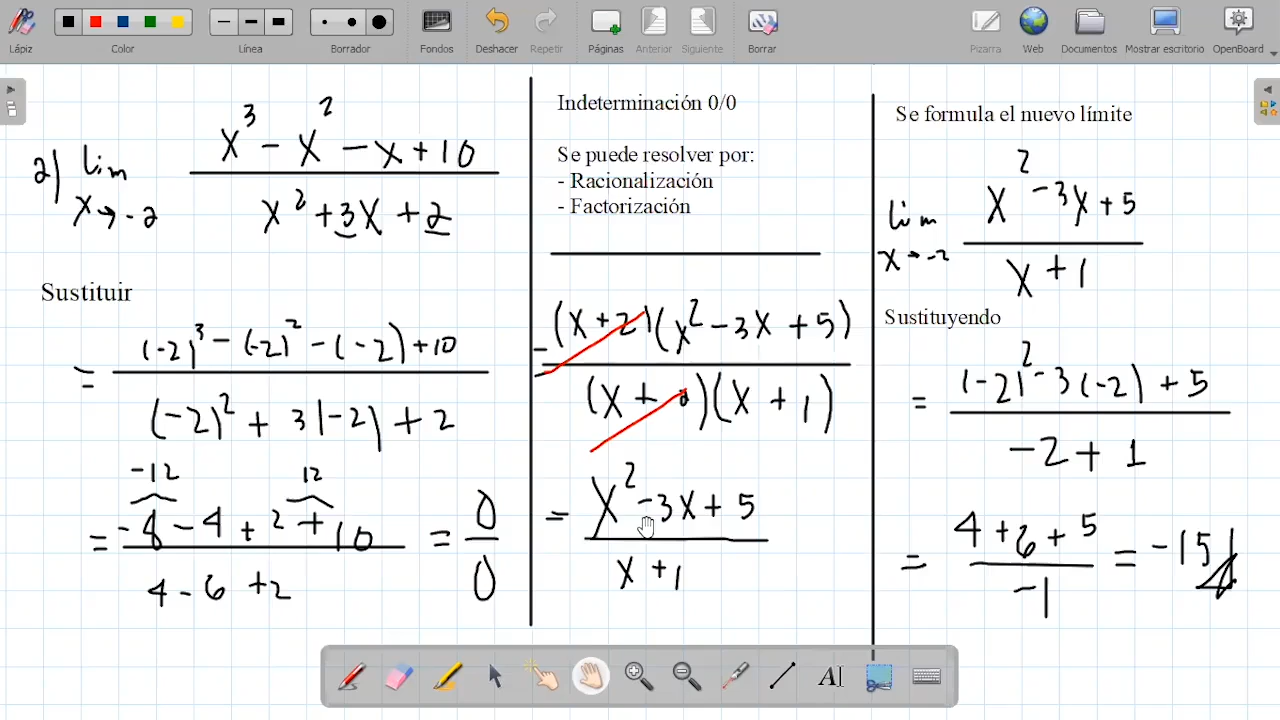 Lápiz
Color
Línea
Borrador
Fondos
Deshacer
Repetir
Páginas
Anterior
Siguiente
Borrar
Pizarra
Web
Documentos
Mostrar escritorio
OpenBoard
2) lim x→-2 (x³ - x² - x + 10) / (x² + 3x + 2)
Sustituir
= ((-2)³ - (-2)² - (-2) + 10) / ((-2)² + 3(-2) + 2)
-12 12
= (-8 - 4 + 2 + 10) / (4 - 6 + 2) = 0/0
Indeterminación 0/0
Se puede resolver por:
- Racionalización
- Factorización
= (x + 2)(x² - 3x + 5) / (x + 2)(x + 1)
= (x² - 3x + 5) / (x + 1)
Se formula el nuevo límite
lim x→-2 (x² - 3x + 5) / (x + 1)
Sustituyendo
= ((-2)² - 3(-2) + 5) / (-2 + 1)
= (4 + 6 + 5) / -1 = -15
AI